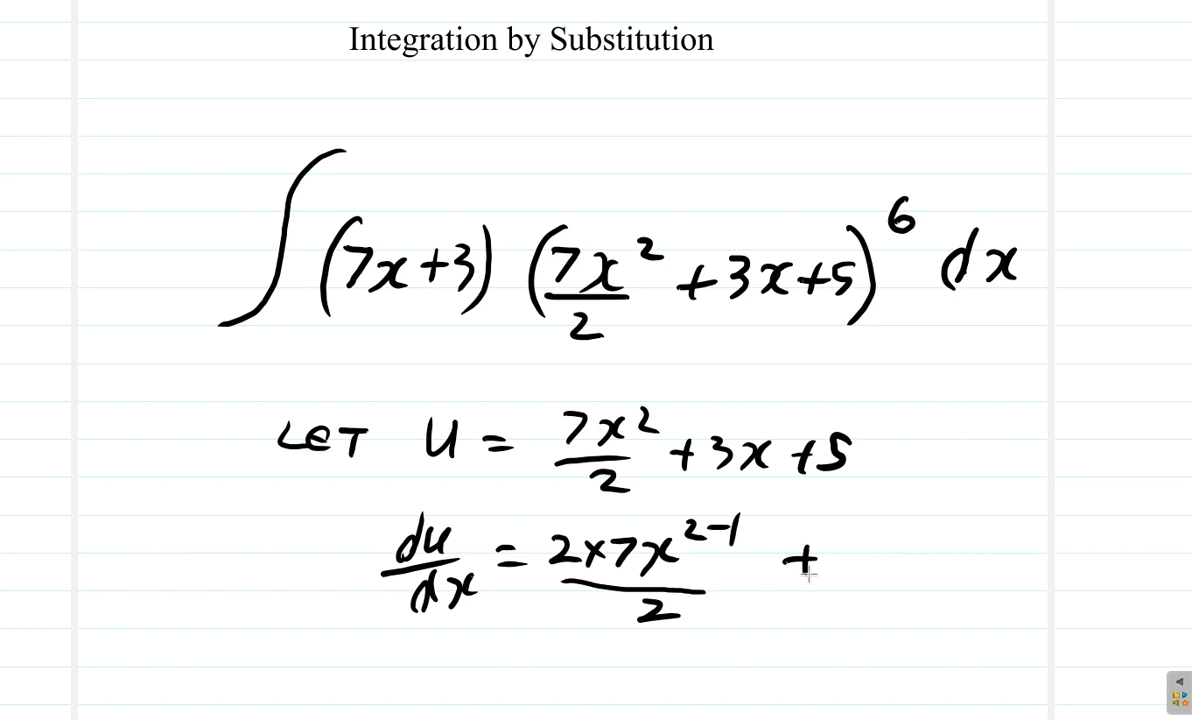 Integration by Substitution
∫ (7x+3) (7x²/2 + 3x + 5)⁶ dx
LET u = 7x²/2 + 3x + 5
du/dx = 2×7x²⁻¹/2 +